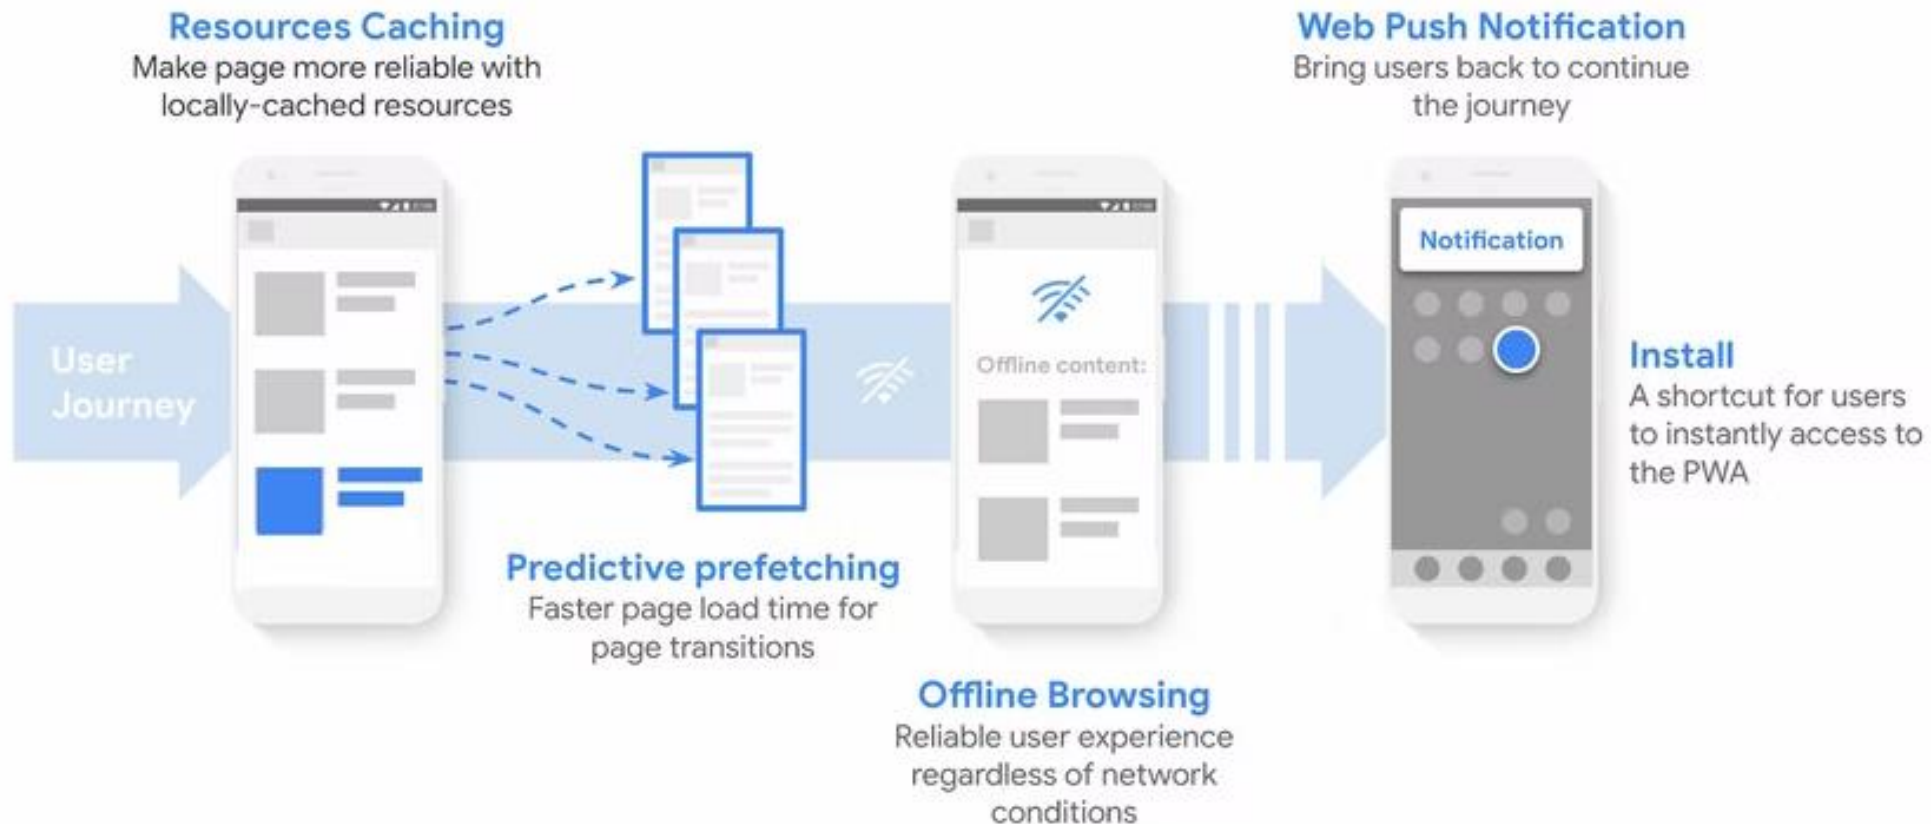 Resources Caching
Make page more reliable with
locally-cached resources
Web Push Notification
Bring users back to continue
the journey
User
Journey
Offline content:
Notification
Install
A shortcut for users
to instantly access to
the PWA
Predictive prefetching
Faster page load time for
page transitions
Offline Browsing
Reliable user experience
regardless of network
conditions